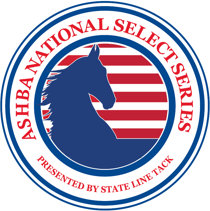 ASHBA NATIONAL SELECT SERIES
PRESENTED BY STATE LINE TACK